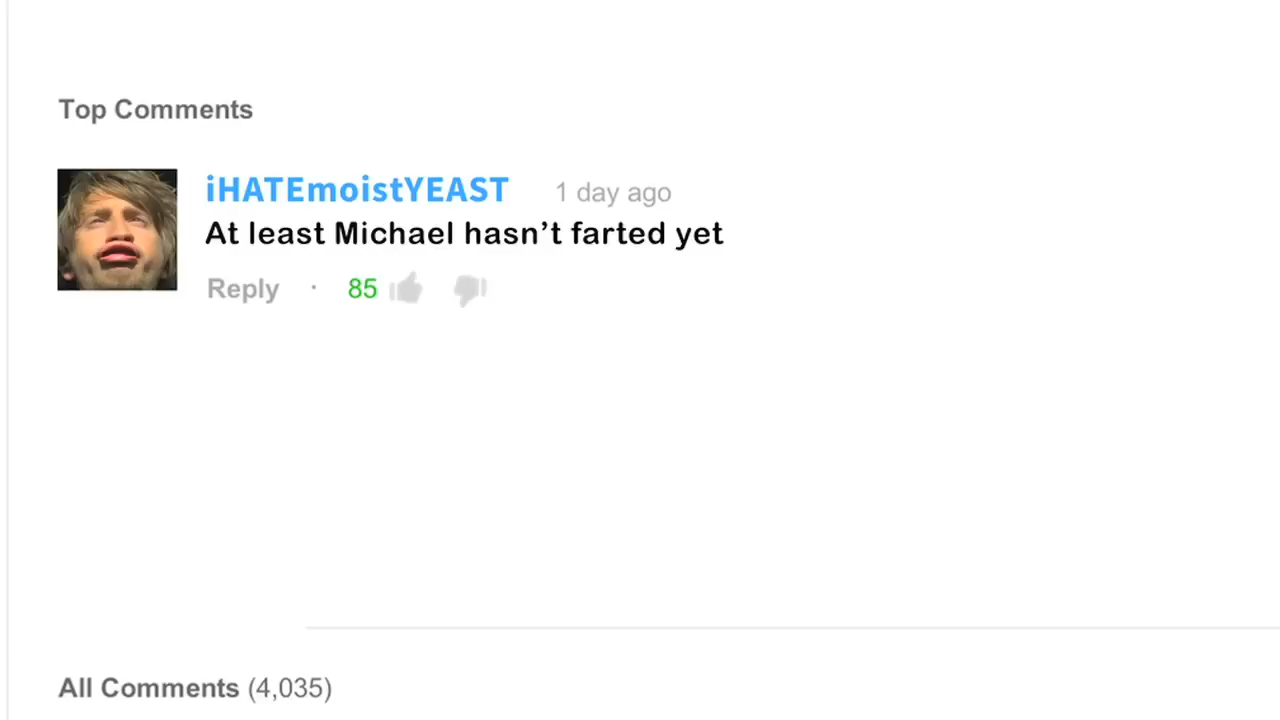 Top Comments
iHATEmoistYEAST 1 day ago
At least Michael hasn’t farted yet
Reply · 85
All Comments (4,035)